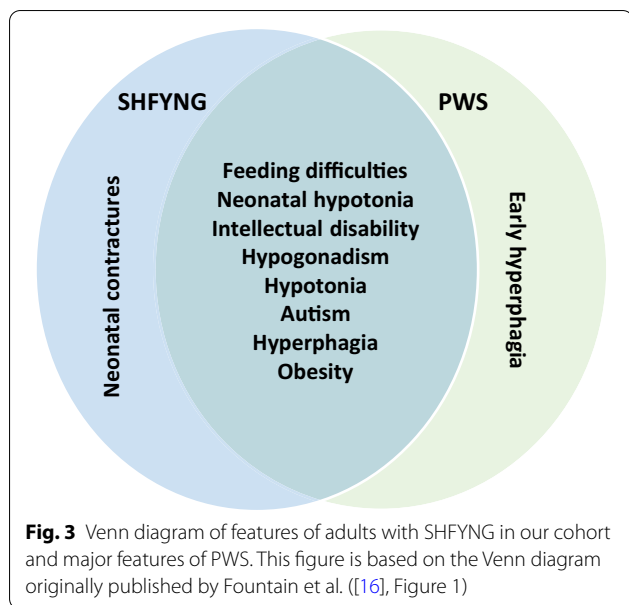 SHFYNG
PWS
Neonatal contractures
Feeding difficulties
Neonatal hypotonia
Intellectual disability
Hypogonadism
Hypotonia
Autism
Hyperphagia
Obesity
Early hyperphagia
Fig. 3 Venn diagram of features of adults with SHFYNG in our cohort
and major features of PWS. This figure is based on the Venn diagram
originally published by Fountain et al. ([16], Figure 1)